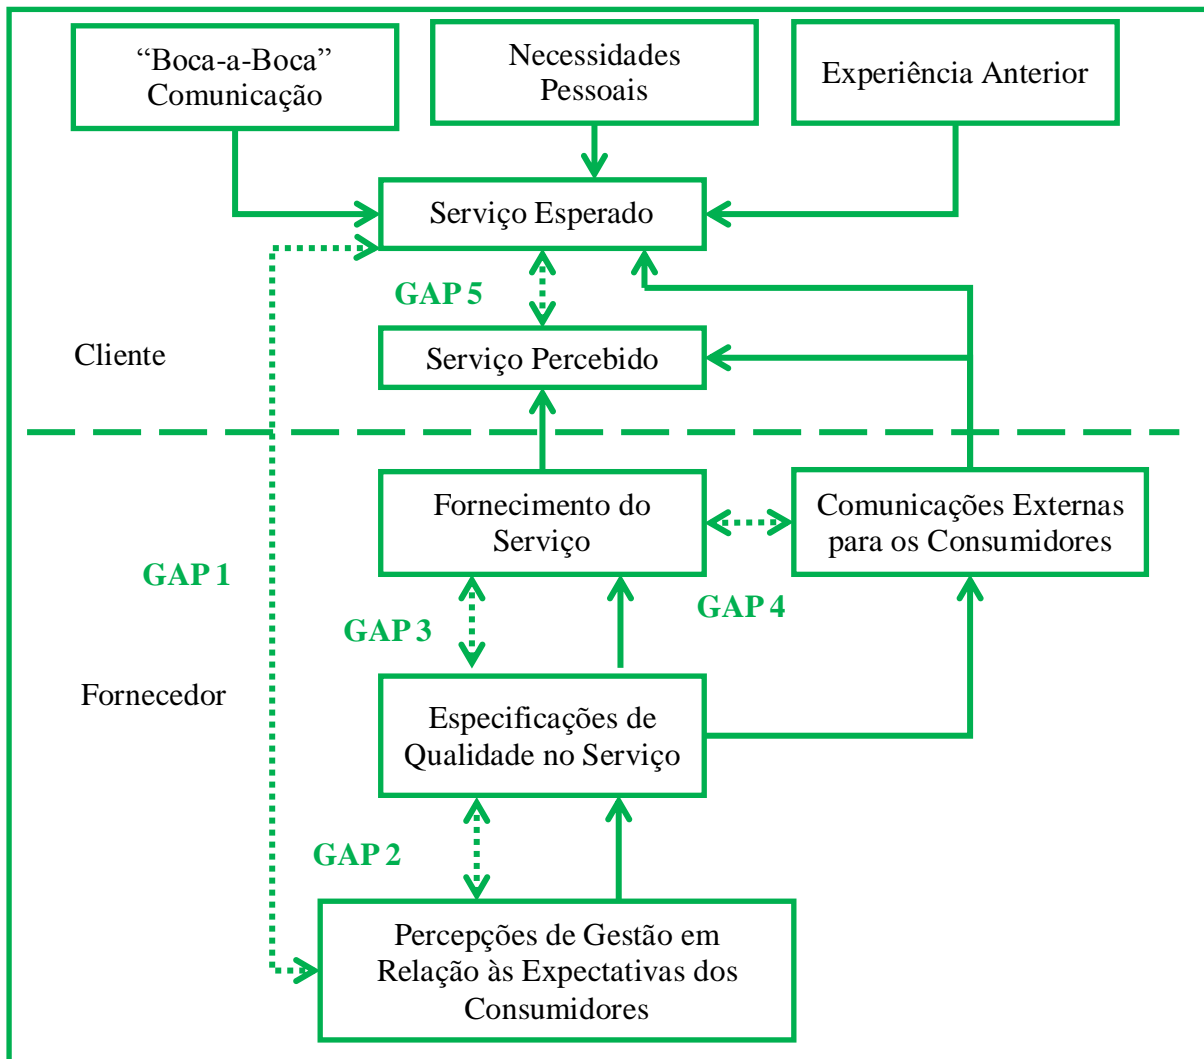 “Boca-a-Boca”
Comunicação
Necessidades
Pessoais
Experiência Anterior
Serviço Esperado
GAP 5
Serviço Percebido
Cliente
Fornecimento do
Serviço
Comunicações Externas
para os Consumidores
GAP 1
GAP 4
GAP 3
Fornecedor
Especificações de
Qualidade no Serviço
GAP 2
Percepções de Gestão em
Relação às Expectativas dos
Consumidores